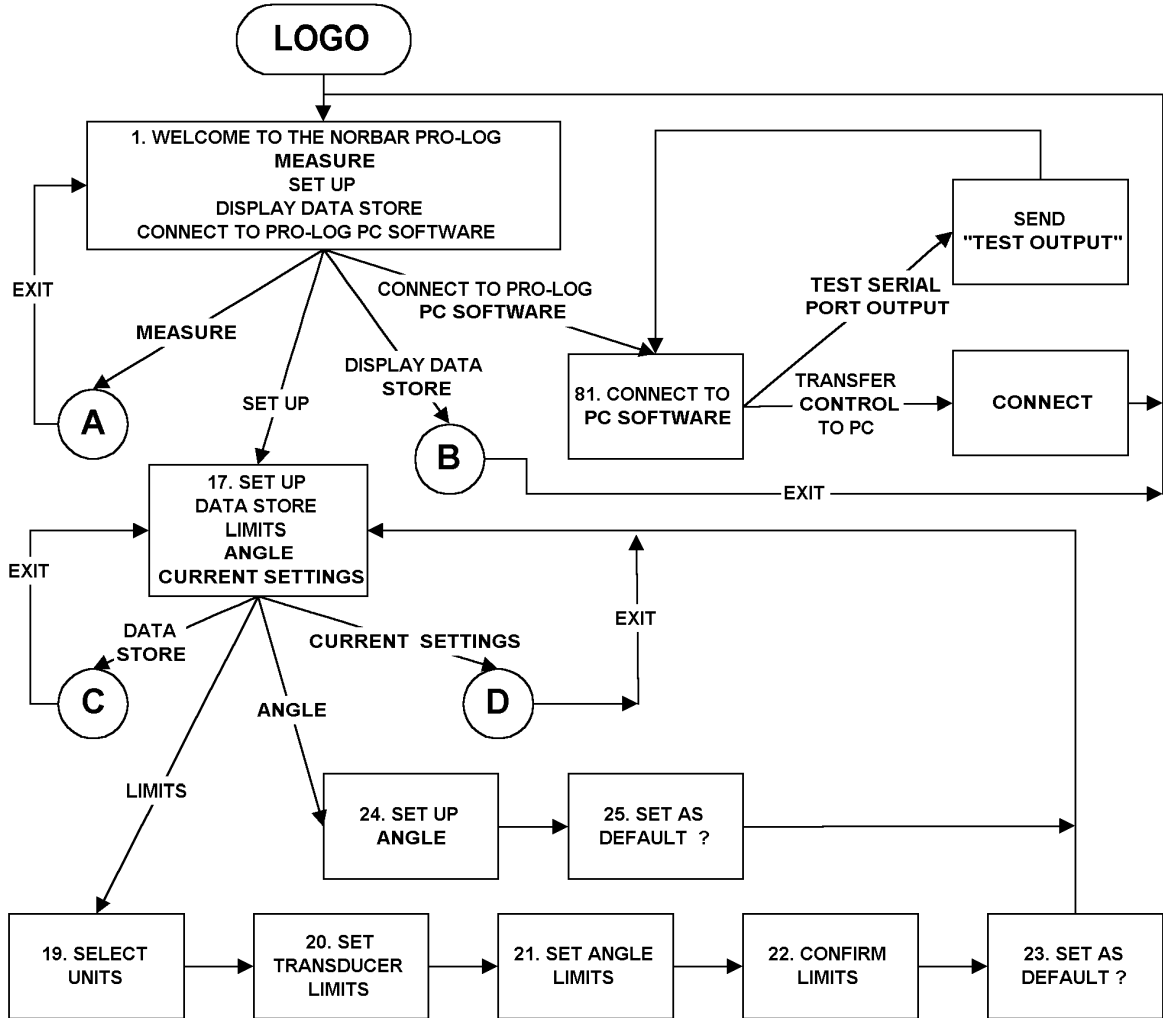 LOGO
1. WELCOME TO THE NORBAR PRO-LOG
MEASURE
SET UP
DISPLAY DATA STORE
CONNECT TO PRO-LOG PC SOFTWARE
SEND
"TEST OUTPUT"
EXIT
CONNECT TO PRO-LOG
PC SOFTWARE
TEST SERIAL
PORT OUTPUT
MEASURE
DISPLAY DATA
STORE
SET UP
81. CONNECT TO
PC SOFTWARE
TRANSFER
CONTROL
TO PC
CONNECT
A
B
EXIT
17. SET UP
DATA STORE
LIMITS
ANGLE
CURRENT SETTINGS
EXIT
EXIT
DATA
STORE
CURRENT SETTINGS
C
D
ANGLE
LIMITS
24. SET UP
ANGLE
25. SET AS
DEFAULT ?
19. SELECT
UNITS
20. SET
TRANSDUCER
LIMITS
21. SET ANGLE
LIMITS
22. CONFIRM
LIMITS
23. SET AS
DEFAULT ?